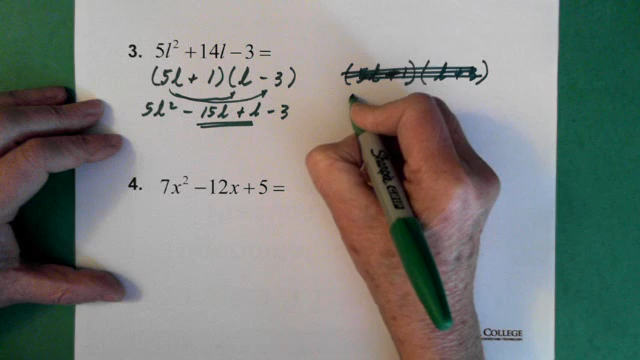 3. 5l² + 14l − 3 =
(5l + 1)(l − 3)
5l² − 15l + l − 3
4. 7x² − 12x + 5 =
Sharpie
COLLEGE